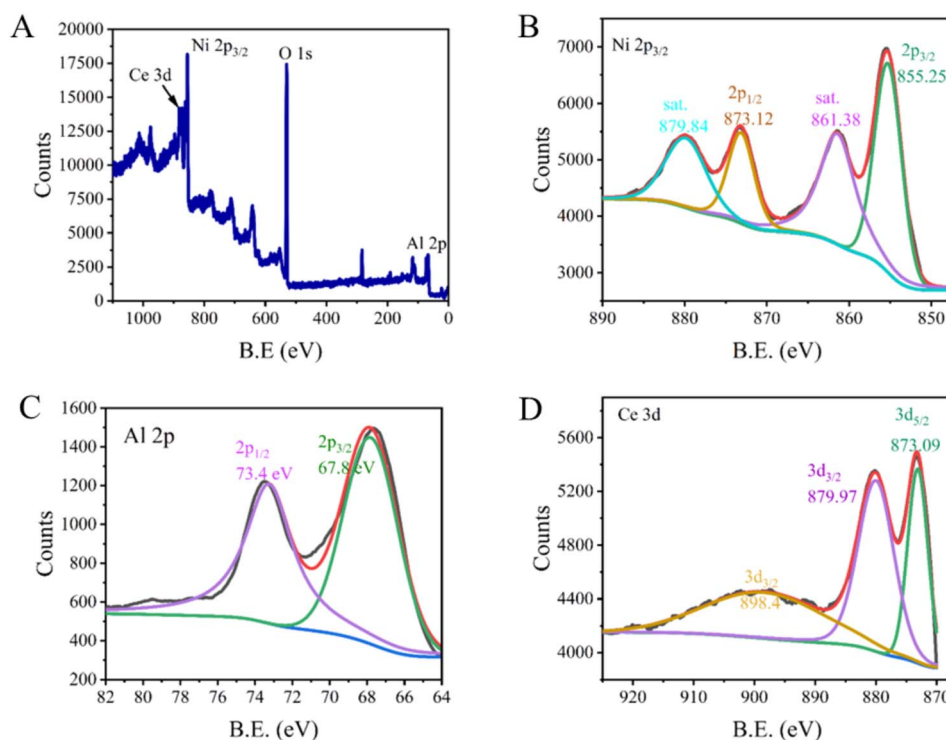 A
20000
17500
15000
12500
10000
7500
5000
2500
0
Counts
Ni 2p3/2
O 1s
Ce 3d
Al 2p
1000 800 600 400 200 0
B.E (eV)
B
Ni 2p3/2
7000
6000
5000
4000
3000
Counts
2p3/2
855.25
2p1/2
873.12
sat.
861.38
sat.
879.84
890 880 870 860 850
B.E. (eV)
C
Al 2p
1600
1400
1200
1000
800
600
400
200
Counts
2p1/2
73.4 eV
2p3/2
67.8 eV
82 80 78 76 74 72 70 68 66 64
B.E. (eV)
D
Ce 3d
5600
5200
4800
4400
4000
Counts
3d5/2
873.09
3d3/2
879.97
3d3/2
898.4
920 910 900 890 880 870
B.E. (eV)